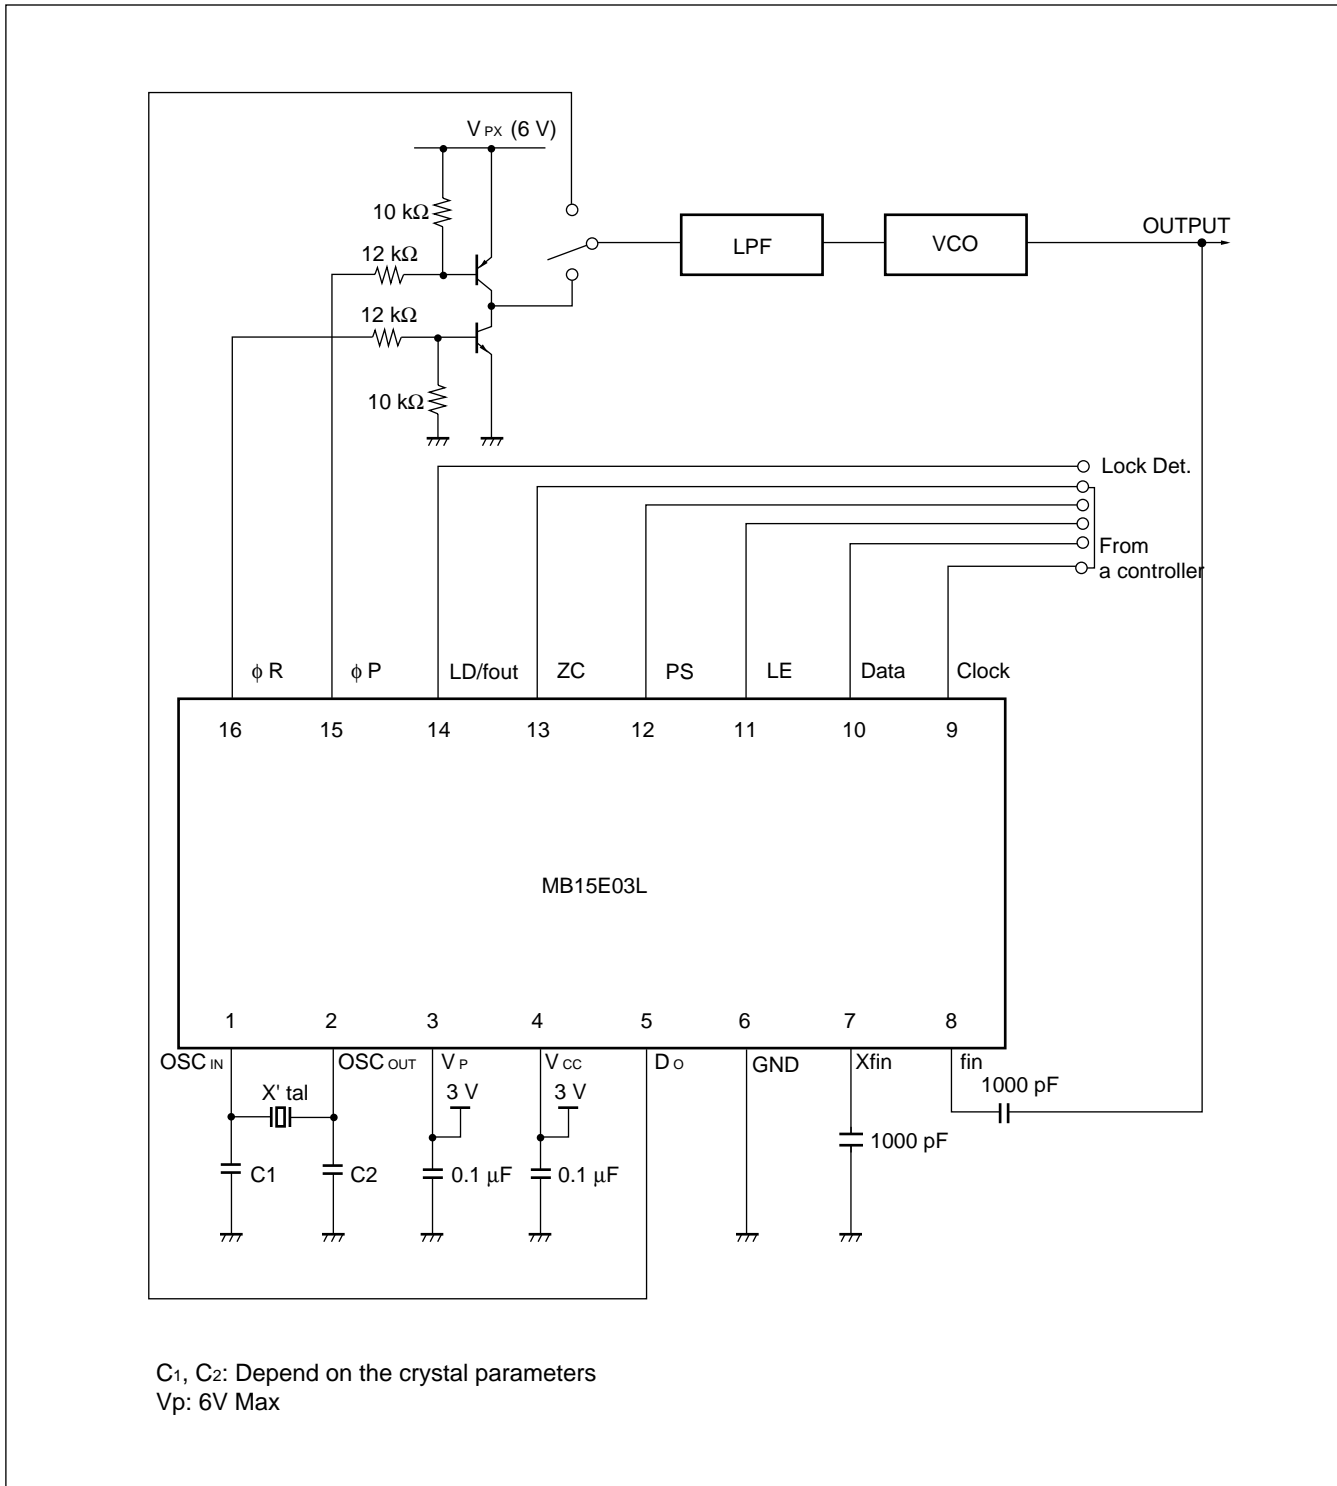 V PX (6 V)
10 kΩ
12 kΩ
12 kΩ
10 kΩ
LPF
VCO
OUTPUT
Lock Det.
From
a controller
ϕ R
ϕ P
LD/fout
ZC
PS
LE
Data
Clock
16
15
14
13
12
11
10
9
MB15E03L
1
2
3
4
5
6
7
8
OSC IN
OSC OUT
V P
V CC
D O
GND
Xfin
fin
X' tal
3 V
3 V
1000 pF
1000 pF
C1
C2
0.1 µF
0.1 µF
C1, C2: Depend on the crystal parameters
Vp: 6V Max